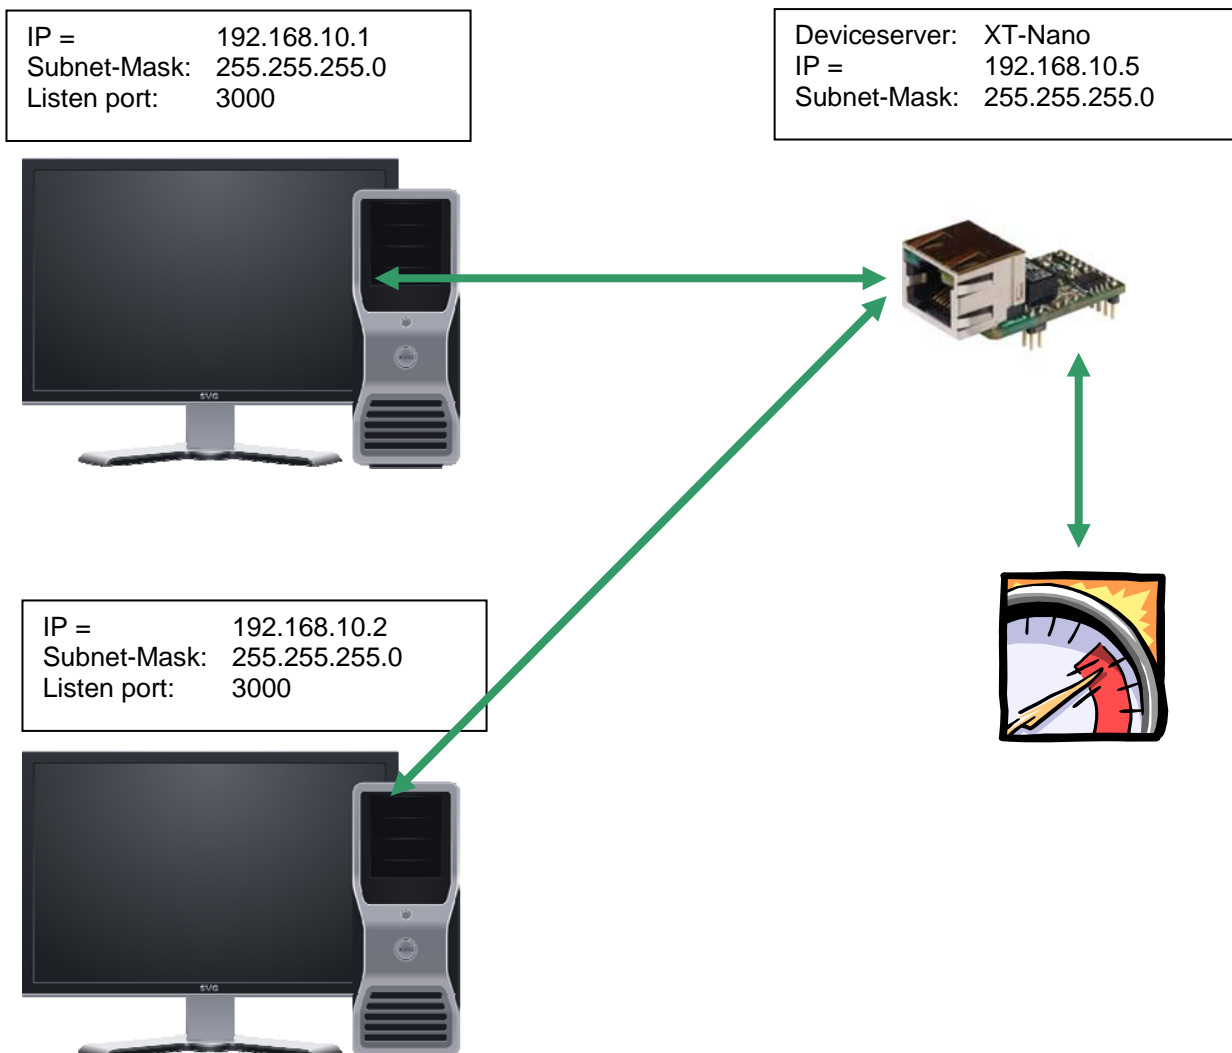 IP = 192.168.10.1
Subnet-Mask: 255.255.255.0
Listen port: 3000
Deviceserver: XT-Nano
IP = 192.168.10.5
Subnet-Mask: 255.255.255.0
SVG
IP = 192.168.10.2
Subnet-Mask: 255.255.255.0
Listen port: 3000
SVG